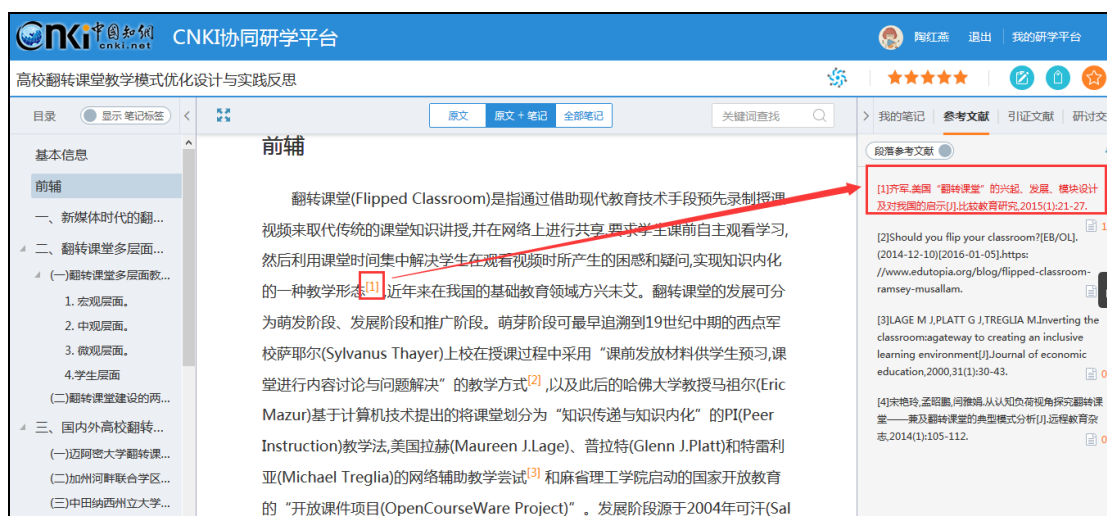 Cnki 中国知网 CNKI协同研学平台 陶红燕 退出 我的研学平台
cnki.net
高校翻转课堂教学模式优化设计与实践反思
目录 显示 笔记标签
基本信息
前辅
一、新媒体时代的翻...
二、翻转课堂多层面...
(一)翻转课堂多层面教...
1. 宏观层面。
2. 中观层面。
3. 微观层面。
4.学生层面
(二)翻转课堂建设的两...
三、国内外高校翻转...
(一)迈阿密大学翻转课...
(二)加州河畔联合学区...
(三)中田纳西州立大学...
原文 原文 + 笔记 全部笔记 关键词查找
前辅
翻转课堂(Flipped Classroom)是指通过借助现代教育技术手段预先录制授课
视频来取代传统的课堂知识讲授,并在网络上进行共享,要求学生课前自主观看学习,
然后利用课堂时间集中解决学生在观看视频时所产生的困惑和疑问,实现知识内化
的一种教学形态[1],近年来在我国的基础教育领域方兴未艾。翻转课堂的发展可分
为萌发阶段、发展阶段和推广阶段。萌芽阶段可最早追溯到19世纪中期的西点军
校萨耶尔(Sylvanus Thayer)上校在授课过程中采用“课前发放材料供学生预习,课
堂进行内容讨论与问题解决”的教学方式[2] ,以及此后的哈佛大学教授马祖尔(Eric
Mazur)基于计算机技术提出的将课堂划分为“知识传递与知识内化”的PI(Peer
Instruction)教学法,美国拉赫(Maureen J.Lage)、普拉特(Glenn J.Platt)和特雷利
亚(Michael Treglia)的网络辅助教学尝试[3] 和麻省理工学院启动的国家开放教育
的“开放课件项目(OpenCourseWare Project)”。发展阶段源于2004年可汗(Sal
我的笔记 参考文献 引证文献 研讨交
段落参考文献
[1]齐军.美国“翻转课堂”的兴起、发展、模块设计
及对我国的启示[J].比较教育研究,2015(1):21-27.
1
[2]Should you flip your classroom?[EB/OL].
(2014-12-10)[2016-01-05].https:
//www.edutopia.org/blog/flipped-classroom-
ramsey-musallam.
[3]LAGE M J,PLATT G J,TREGLIA M.Inverting the
classroom:agateway to creating an inclusive
learning environment[J].Journal of economic
education,2000,31(1):30-43.
0
[4]宋艳玲,孟昭鹏,闫雅娟.从认知负荷视角探究翻转课
堂——兼及翻转课堂的典型模式分析[J].远程教育杂
志,2014(1):105-112.
0